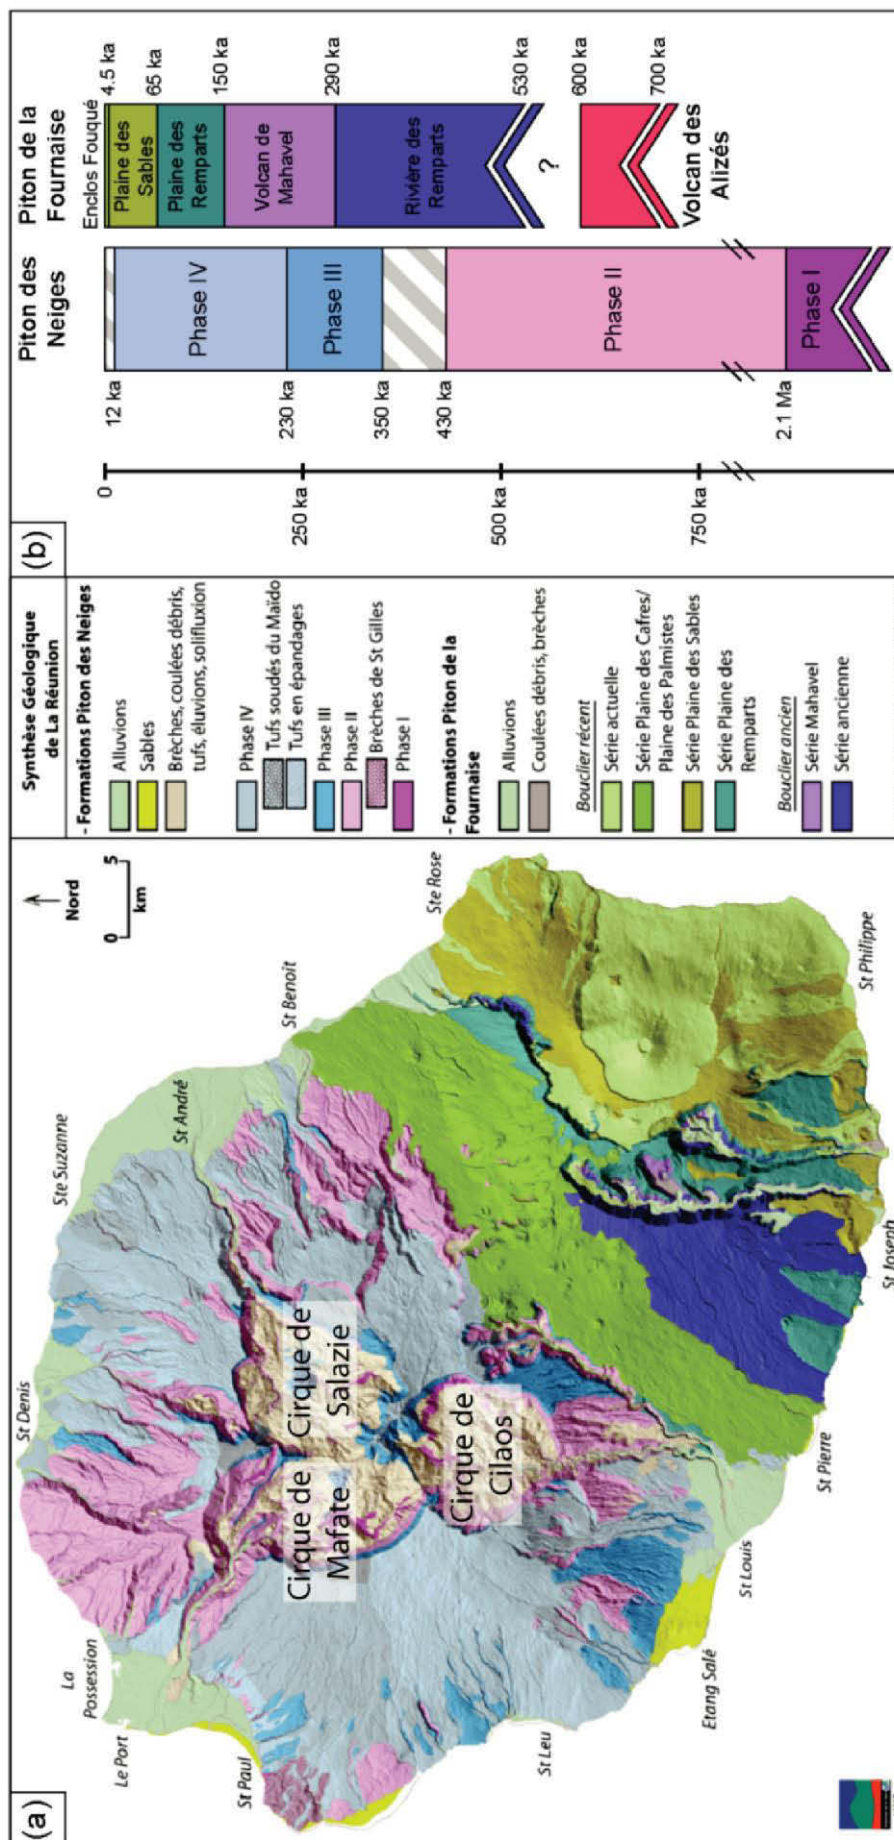 (a)
Nord
0
5
km
Ste Suzanne
St Denis
St André
La
Possession
Le Port
St Benoit
St Paul
Cirque de
Mafate
Cirque de
Salazie
Ste Rose
Cirque de
Cilaos
St Leu
Etang Salé
St Louis
St Pierre
St Joseph
St Philippe
Synthèse Géologique
de La Réunion
- Formations Piton des Neiges
Alluvions
Sables
Brèches, coulées débris,
tufs, éluvions, solifluxion
Phase IV
Tufs soudés du Maïdo
Tufs en épandages
Phase III
Phase II
Brèches de St Gilles
Phase I
- Formations Piton de la
Fournaise
Alluvions
Coulées débris, brèches
Bouclier récent
Série actuelle
Série Plaine des Cafres/
Plaine des Palmistes
Série Plaine des Sables
Série Plaine des
Remparts
Bouclier ancien
Série Mahavel
Série ancienne
(b)
0
250 ka
500 ka
750 ka
Piton des
Neiges
12 ka
230 ka
350 ka
430 ka
2.1 Ma
Phase IV
Phase III
Phase II
Phase I
Piton de la
Fournaise
Enclos Fouqué
Plaine des
Sables
Plaine des
Remparts
Volcan de
Mahavel
Rivière des
Remparts
?
Volcan des
Alizés
4.5 ka
65 ka
150 ka
290 ka
530 ka
600 ka
700 ka